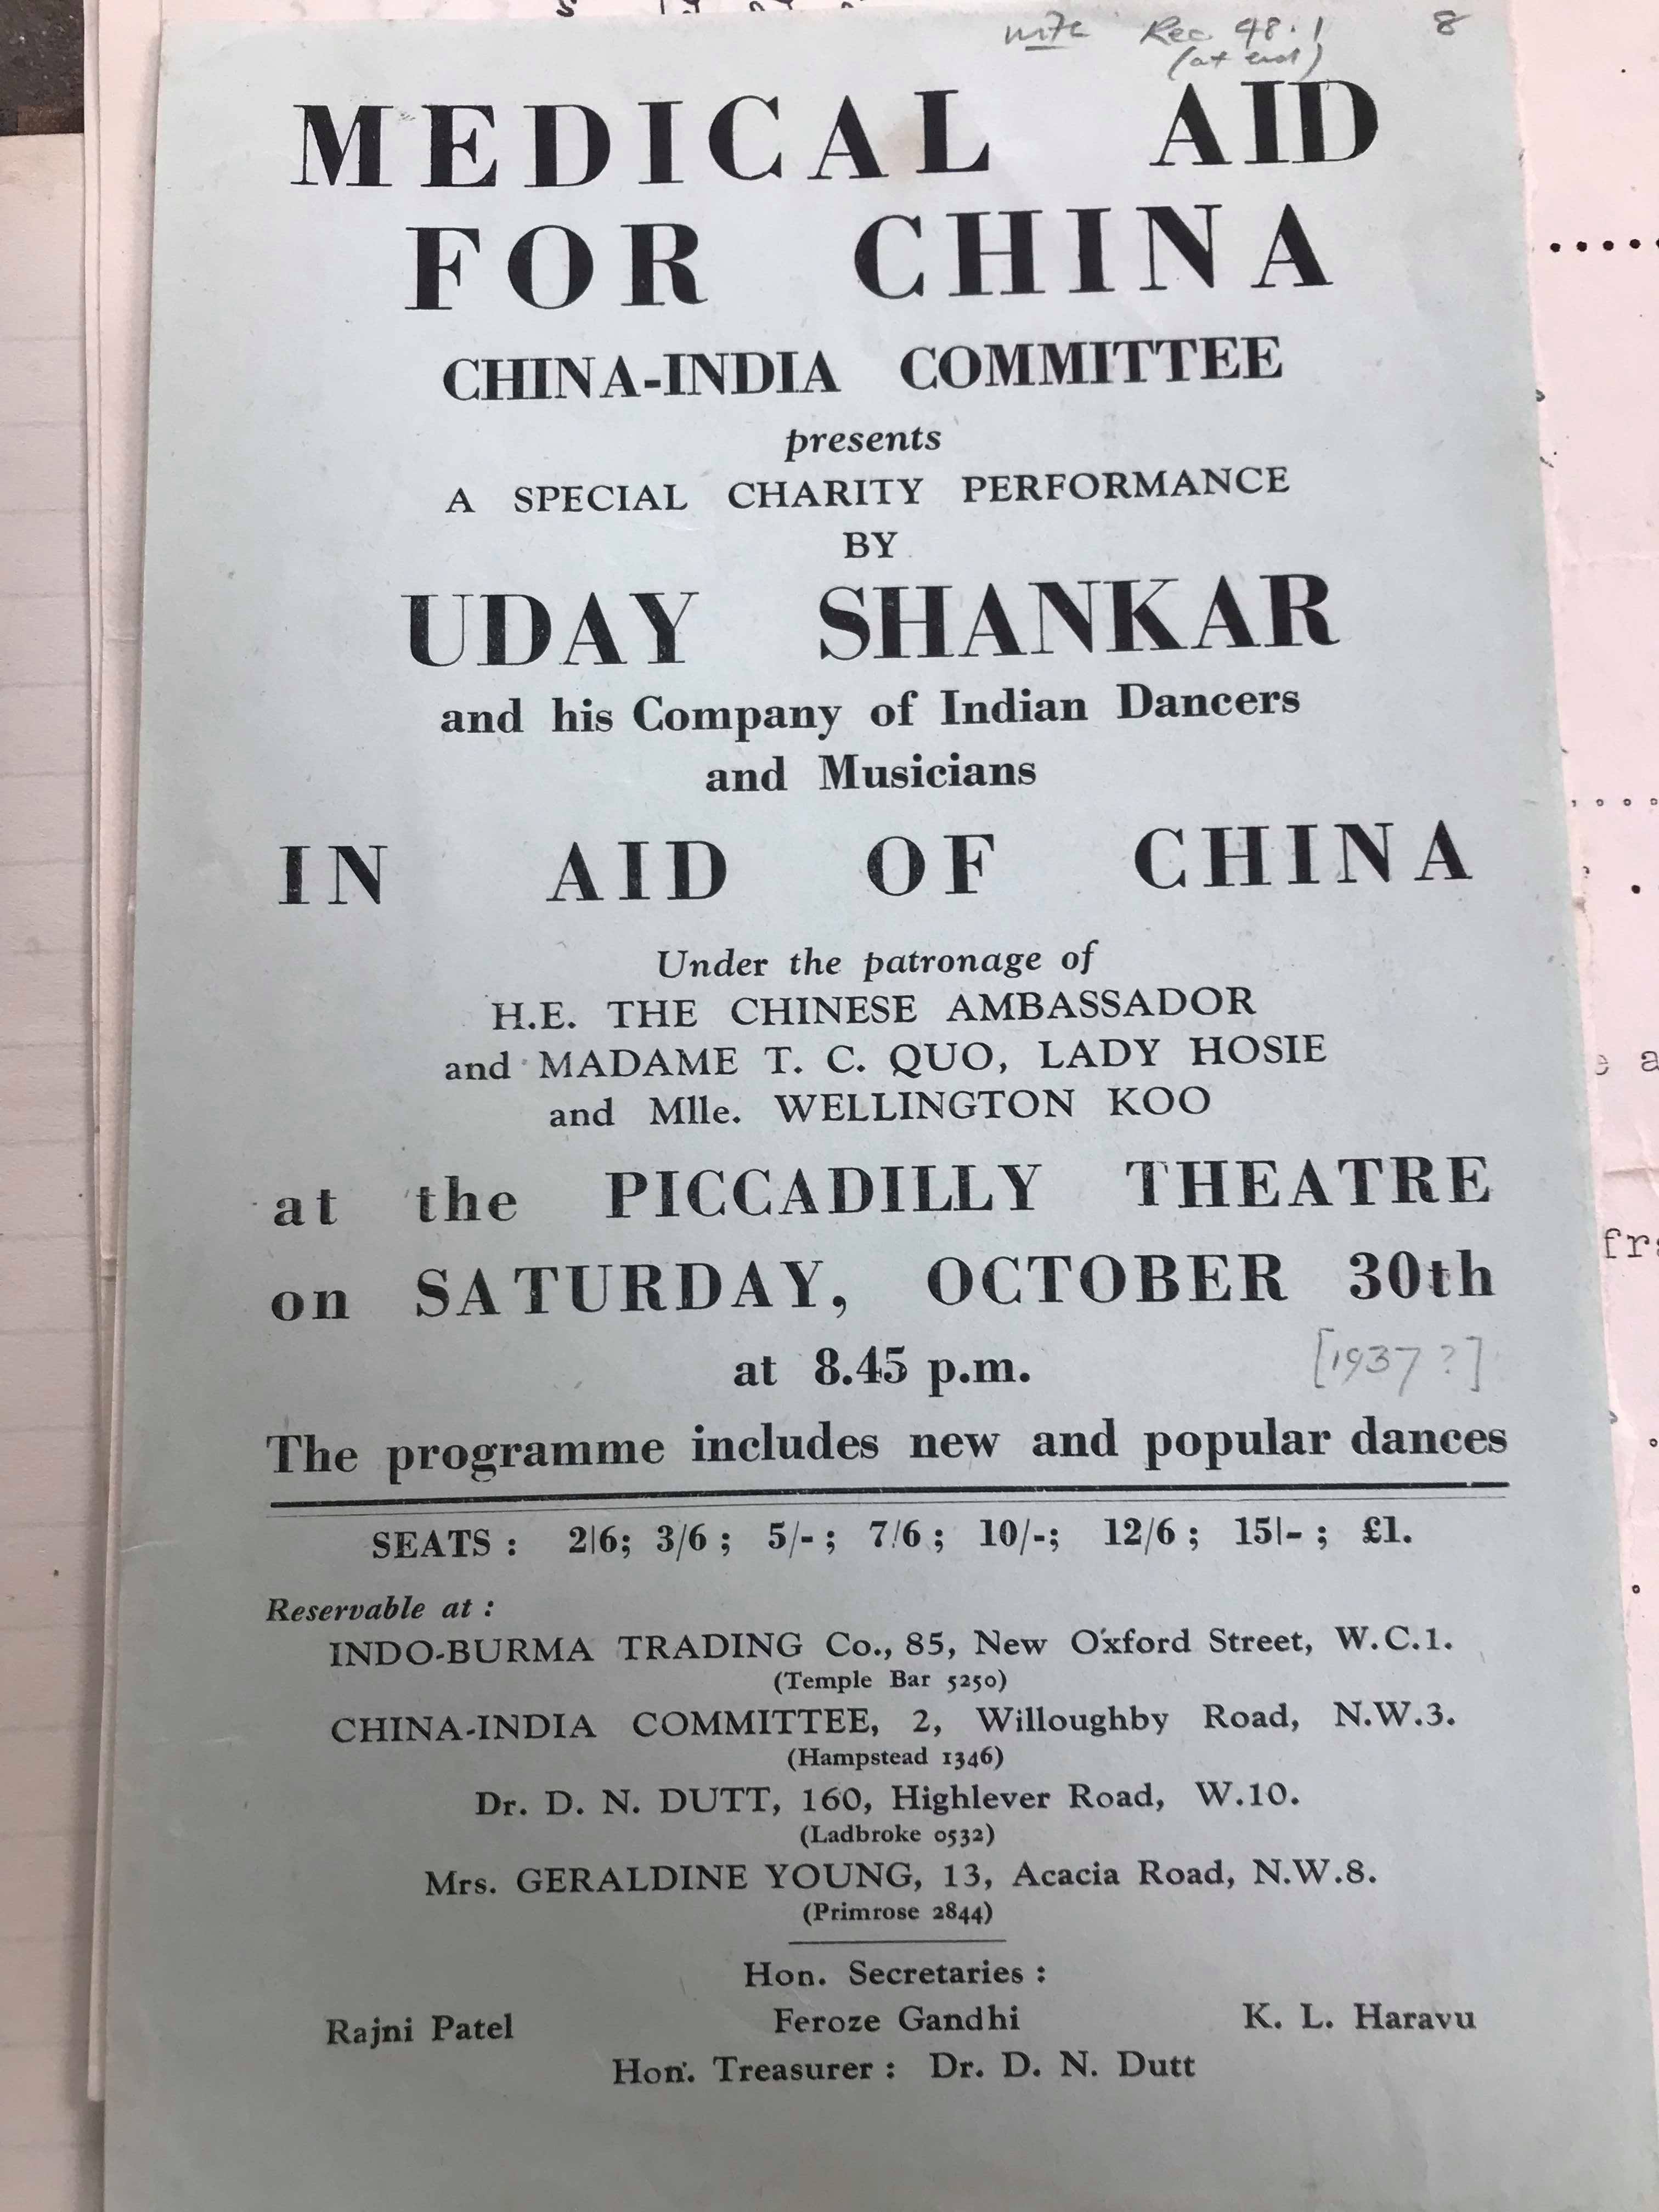 Rec 48.1 8
(at end)
MEDICAL AID
FOR CHINA
CHINA-INDIA COMMITTEE
presents
A SPECIAL CHARITY PERFORMANCE
BY
UDAY SHANKAR
and his Company of Indian Dancers
and Musicians
IN AID OF CHINA
Under the patronage of
H.E. THE CHINESE AMBASSADOR
and MADAME T. C. QUO, LADY HOSIE
and Mlle. WELLINGTON KOO
at the PICCADILLY THEATRE
on SATURDAY, OCTOBER 30th
at 8.45 p.m. [1937?]
The programme includes new and popular dances
SEATS : 2|6; 3/6 ; 5/- ; 7/6 ; 10/-; 12/6 ; 15|- ; £1.
Reservable at :
INDO-BURMA TRADING Co., 85, New Oxford Street, W.C.1.
(Temple Bar 5250)
CHINA-INDIA COMMITTEE, 2, Willoughby Road, N.W.3.
(Hampstead 1346)
Dr. D. N. DUTT, 160, Highlever Road, W.10.
(Ladbroke 0532)
Mrs. GERALDINE YOUNG, 13, Acacia Road, N.W.8.
(Primrose 2844)
Hon. Secretaries :
Rajni Patel Feroze Gandhi K. L. Haravu
Hon. Treasurer : Dr. D. N. Dutt